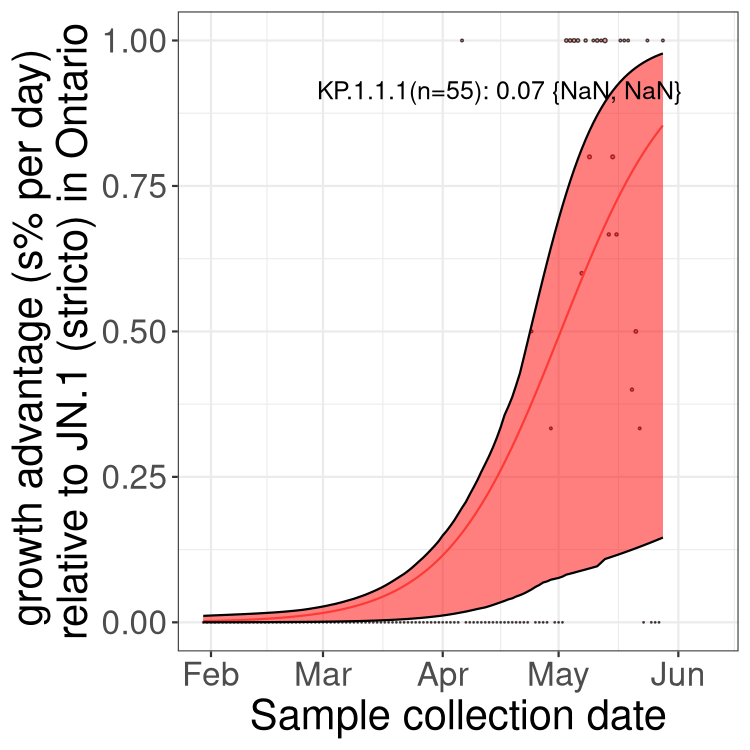 growth advantage (s% per day)
relative to JN.1 (stricto) in Ontario
1.00
0.75
0.50
0.25
0.00
KP.1.1.1(n=55): 0.07 {NaN, NaN}
Feb Mar Apr May Jun
Sample collection date